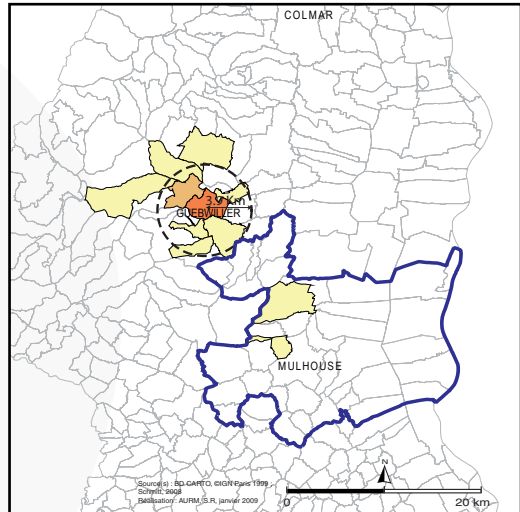 COLMAR
3.9 km
GUEBWILLER
MULHOUSE
Source(s) : BD CARTO, ©IGN Paris 1999 ;
Schmitt, 2008
Réalisation : AURM, S.R, janvier 2009
N
0
20 km